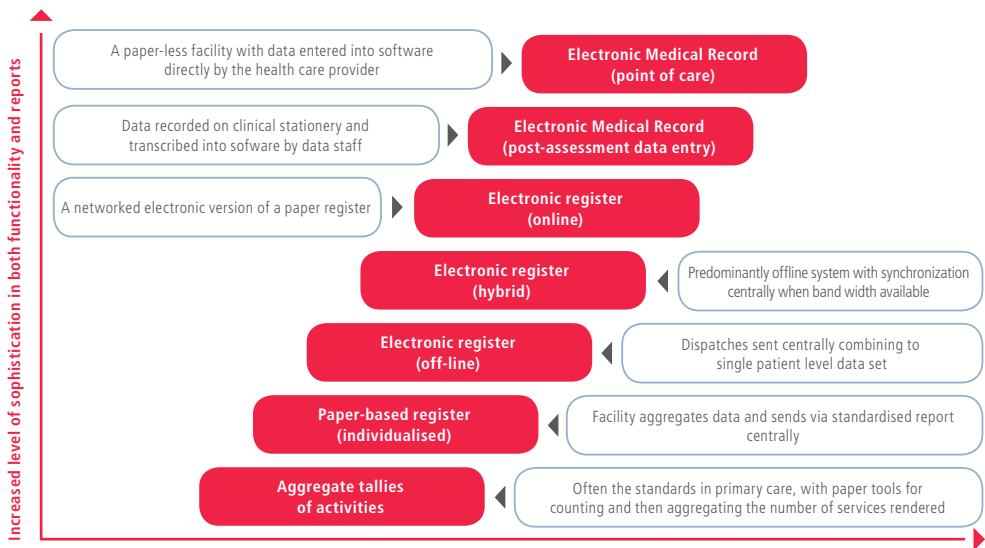 Increased level of sophistication in both functionality and reports
A paper-less facility with data entered into software
directly by the health care provider
Electronic Medical Record
(point of care)
Data recorded on clinical stationery and
transcribed into sofware by data staff
Electronic Medical Record
(post-assessment data entry)
A networked electronic version of a paper register
Electronic register
(online)
Electronic register
(hybrid)
Predominantly offline system with synchronization
centrally when band width available
Electronic register
(off-line)
Dispatches sent centrally combining to
single patient level data set
Paper-based register
(individualised)
Facility aggregates data and sends via standardised report
centrally
Aggregate tallies
of activities
Often the standards in primary care, with paper tools for
counting and then aggregating the number of services rendered